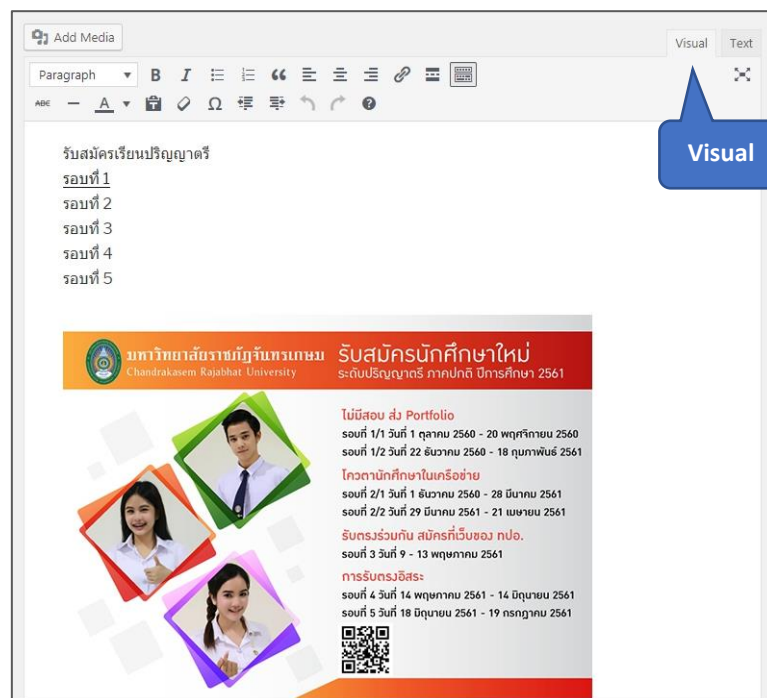 Add Media
Visual Text
Paragraph B I
ABC A Ω
Visual
รับสมัครเรียนปริญญาตรี
รอบที่ 1
รอบที่ 2
รอบที่ 3
รอบที่ 4
รอบที่ 5
มหาวิทยาลัยราชภัฏจันทรเกษม
Chandrakasem Rajabhat University
รับสมัครนักศึกษาใหม่
ระดับปริญญาตรี ภาคปกติ ปีการศึกษา 2561
ไม่มีสอบ ส่ง Portfolio
รอบที่ 1/1 วันที่ 1 ตุลาคม 2560 - 20 พฤศจิกายน 2560
รอบที่ 1/2 วันที่ 22 ธันวาคม 2560 - 18 กุมภาพันธ์ 2561
โควตานักศึกษาในเครือข่าย
รอบที่ 2/1 วันที่ 1 ธันวาคม 2560 - 28 มีนาคม 2561
รอบที่ 2/2 วันที่ 29 มีนาคม 2561 - 21 เมษายน 2561
รับตรงร่วมกัน สมัครที่เว็บของ ทปอ.
รอบที่ 3 วันที่ 9 - 13 พฤษภาคม 2561
การรับตรงอิสระ
รอบที่ 4 วันที่ 14 พฤษภาคม 2561 - 14 มิถุนายน 2561
รอบที่ 5 วันที่ 18 มิถุนายน 2561 - 19 กรกฎาคม 2561